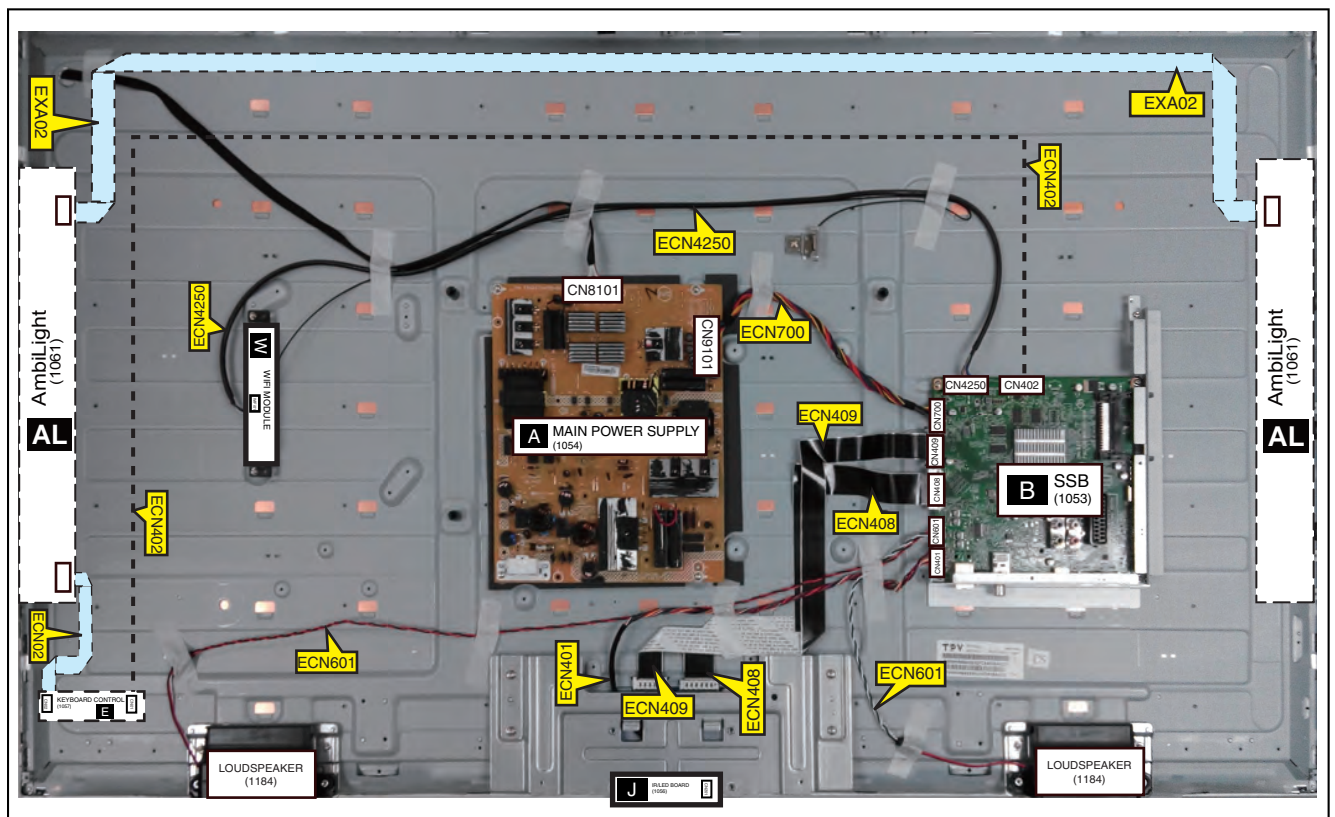 EXA02
EXA02
ECN402
ECN4250
CN8101
ECN4250
CN9101
ECN700
W
WIFI MODULE
AmbiLight
(1061)
AL
AmbiLight
(1061)
AL
CN4250
CN402
CN700
ECN409
CN409
A
MAIN POWER SUPPLY
(1054)
B
SSB
(1053)
CN408
ECN408
ECN402
CN601
CN401
ECN02
ECN601
ECN401
ECN409
ECN408
ECN601
TPV
KEYBOARD CONTROL
(1057)
E
LOUDSPEAKER
(1184)
J
IR/LED BOARD
(1056)
LOUDSPEAKER
(1184)